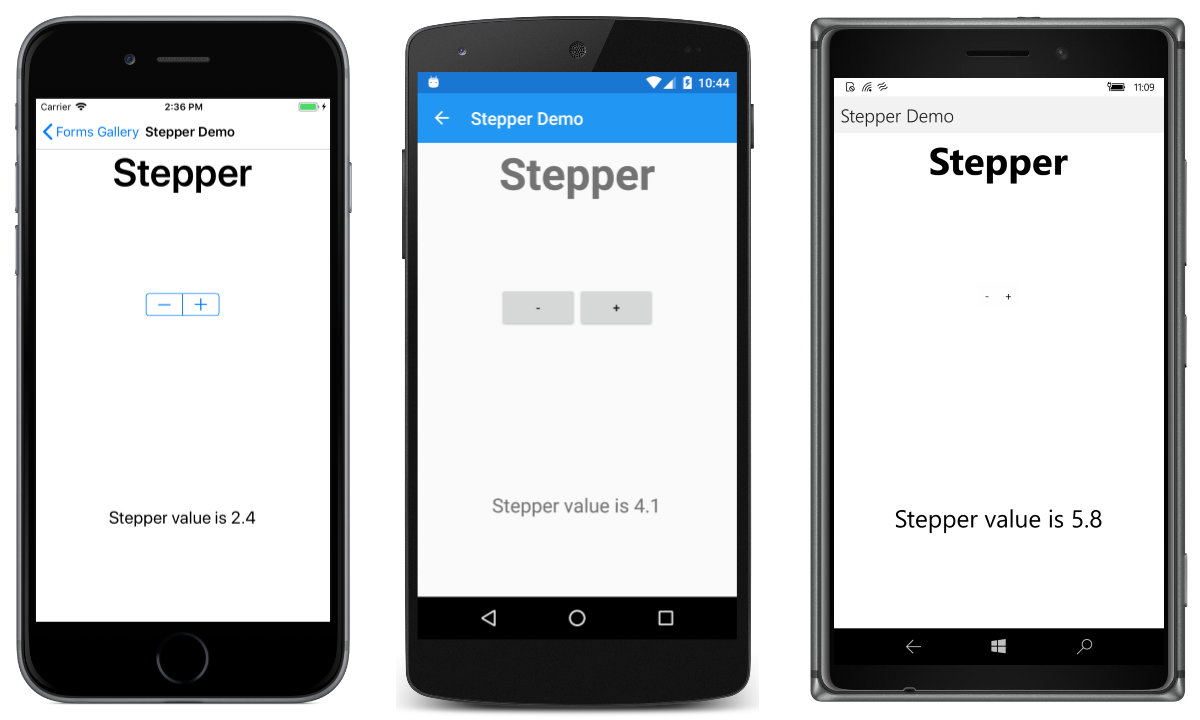 Carrier 2:36 PM
Forms Gallery Stepper Demo
Stepper
− +
Stepper value is 2.4
10:44
Stepper Demo
Stepper
- +
Stepper value is 4.1
11:09
Stepper Demo
Stepper
- +
Stepper value is 5.8